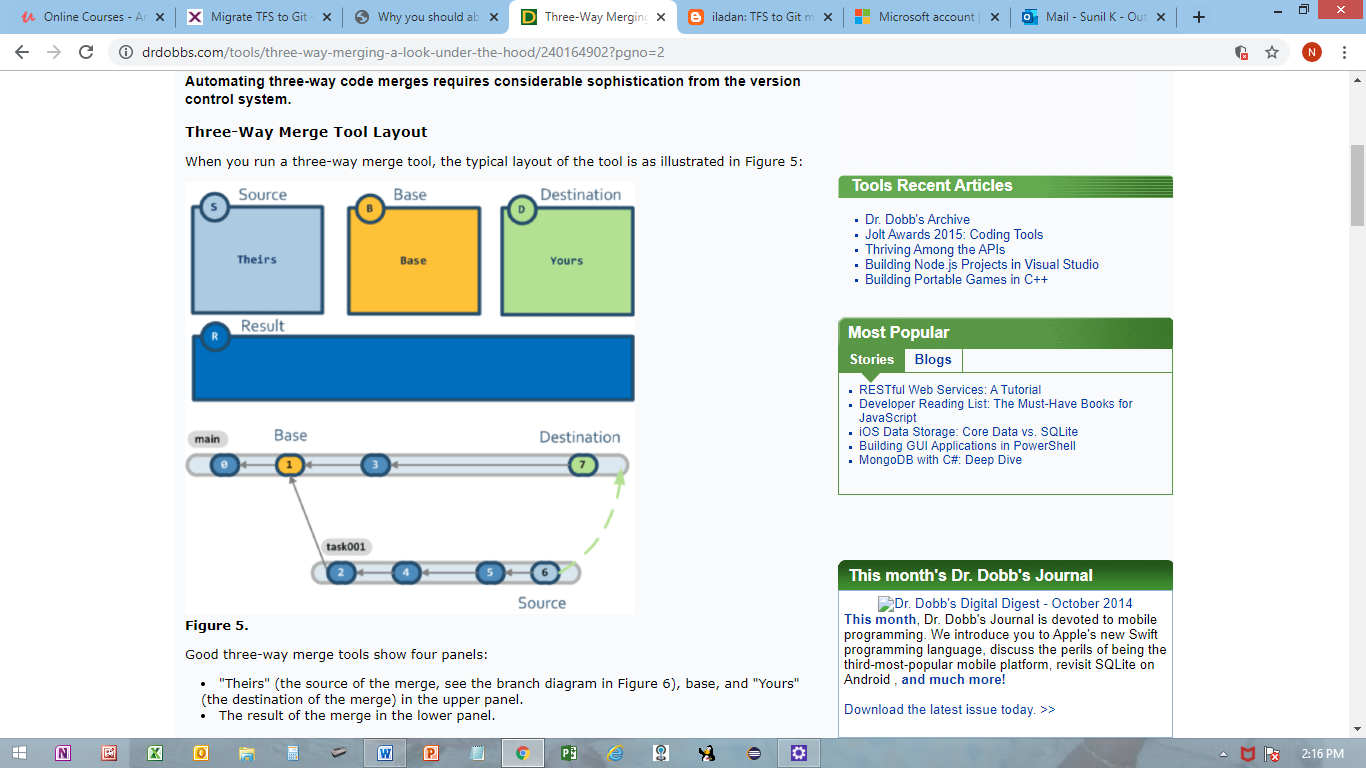 Online Courses - Ar
Migrate TFS to Git -
Why you should ab
Three-Way Merging
iladan: TFS to Git m
Microsoft account |
Mail - Sunil K - Out
drdobbs.com/tools/three-way-merging-a-look-under-the-hood/240164902?pgno=2
N
Automating three-way code merges requires considerable sophistication from the version
control system.
Three-Way Merge Tool Layout
When you run a three-way merge tool, the typical layout of the tool is as illustrated in Figure 5:
Source
Base
Destination
S
B
D
Theirs
Base
Yours
Result
R
main
Base
Destination
0
1
3
7
task001
2
4
5
6
Source
Figure 5.
Good three-way merge tools show four panels:
• "Theirs" (the source of the merge, see the branch diagram in Figure 6), base, and "Yours"
(the destination of the merge) in the upper panel.
• The result of the merge in the lower panel.
Tools Recent Articles
Dr. Dobb's Archive
Jolt Awards 2015: Coding Tools
Thriving Among the APIs
Building Node.js Projects in Visual Studio
Building Portable Games in C++
Most Popular
Stories
Blogs
RESTful Web Services: A Tutorial
Developer Reading List: The Must-Have Books for
JavaScript
iOS Data Storage: Core Data vs. SQLite
Building GUI Applications in PowerShell
MongoDB with C#: Deep Dive
This month's Dr. Dobb's Journal
Dr. Dobb's Digital Digest - October 2014
This month, Dr. Dobb's Journal is devoted to mobile
programming. We introduce you to Apple's new Swift
programming language, discuss the perils of being the
third-most-popular mobile platform, revisit SQLite on
Android , and much more!
Download the latest issue today. >>
2:16 PM